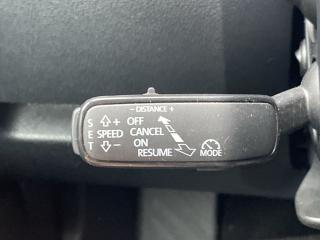 - DISTANCE +
S ⇧+ OFF
E SPEED CANCEL
ON
T ⇩- RESUME MODE